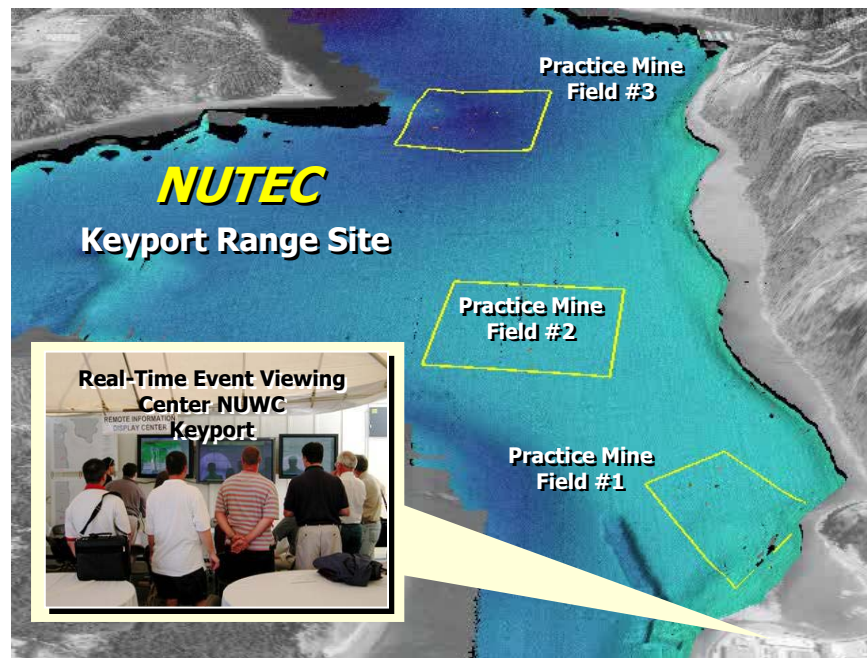 Practice Mine
Field #3
NUTEC
Keyport Range Site
Practice Mine
Field #2
Real-Time Event Viewing
Center NUWC
Keyport
REMOTE INFORMATION
DISPLAY CENTER
Practice Mine
Field #1